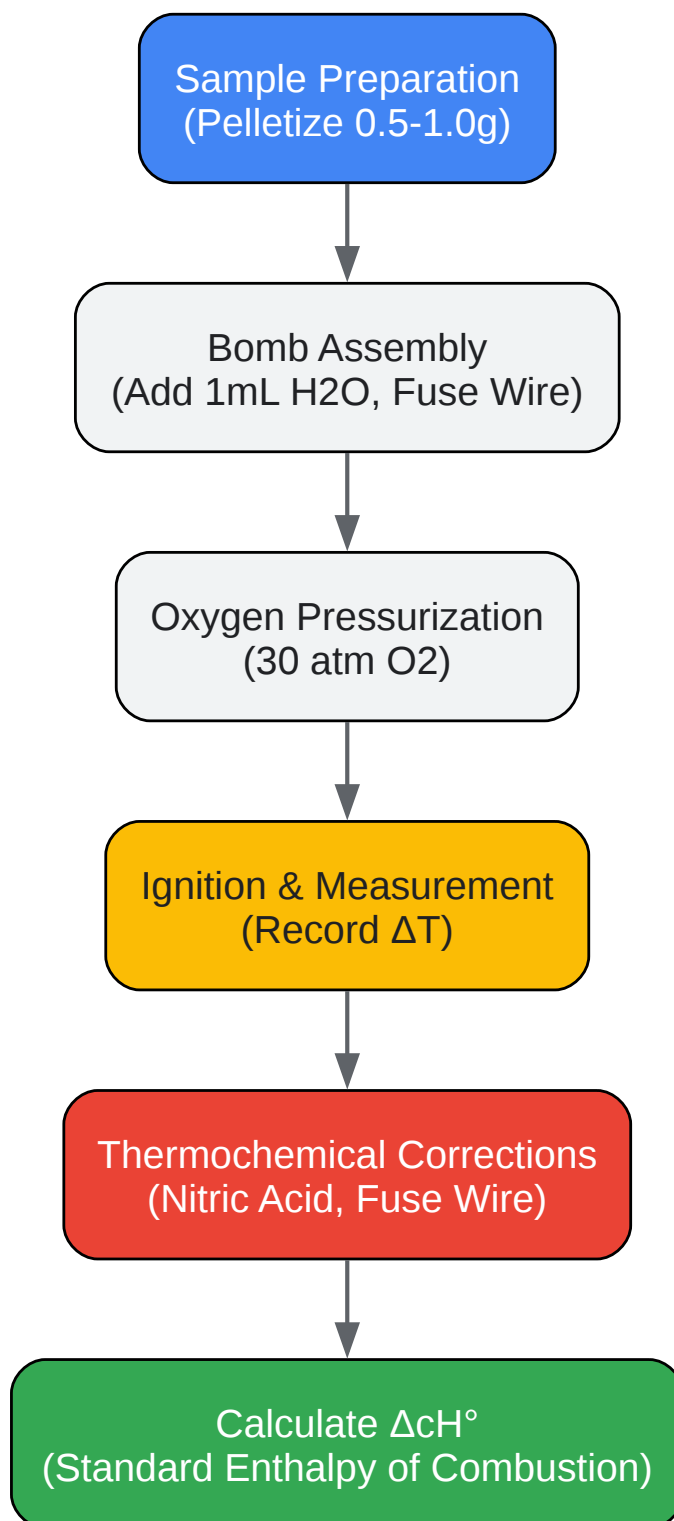 Sample Preparation
(Pelletize 0.5-1.0g)
Bomb Assembly
(Add 1mL H2O, Fuse Wire)
Oxygen Pressurization
(30 atm O2)
Ignition & Measurement
(Record ΔT)
Thermochemical Corrections
(Nitric Acid, Fuse Wire)
Calculate ΔcH°
(Standard Enthalpy of Combustion)